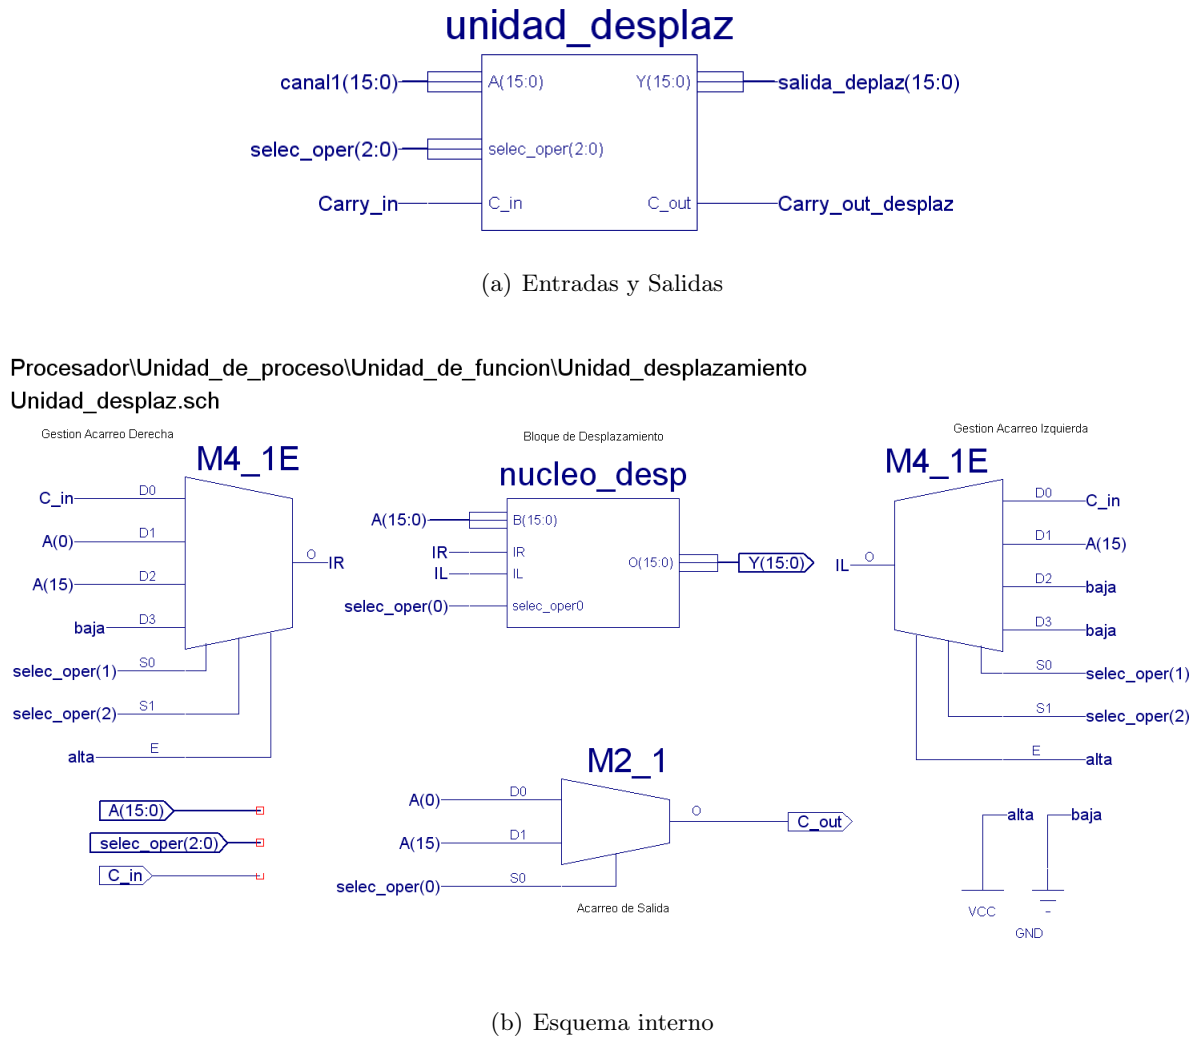 unidad_desplaz
canal1(15:0) A(15:0) Y(15:0) salida_deplaz(15:0)
selec_oper(2:0) selec_oper(2:0)
Carry_in C_in C_out Carry_out_desplaz
(a) Entradas y Salidas
Procesador\Unidad_de_proceso\Unidad_de_funcion\Unidad_desplazamiento
Unidad_desplaz.sch
Gestion Acarreo Derecha
M4_1E
C_in D0
A(0) D1
A(15) D2
baja D3
O IR
selec_oper(1) S0
selec_oper(2) S1
alta E
Bloque de Desplazamiento
nucleo_desp
A(15:0) B(15:0)
IR IR
IL IL
selec_oper(0) selec_oper0
O(15:0) Y(15:0)
Gestion Acarreo Izquierda
M4_1E
D0 C_in
D1 A(15)
D2 baja
D3 baja
IL O
S0 selec_oper(1)
S1 selec_oper(2)
E alta
A(15:0)
selec_oper(2:0)
C_in
M2_1
A(0) D0
A(15) D1
selec_oper(0) S0
O C_out
Acarreo de Salida
alta baja
VCC
GND
(b) Esquema interno